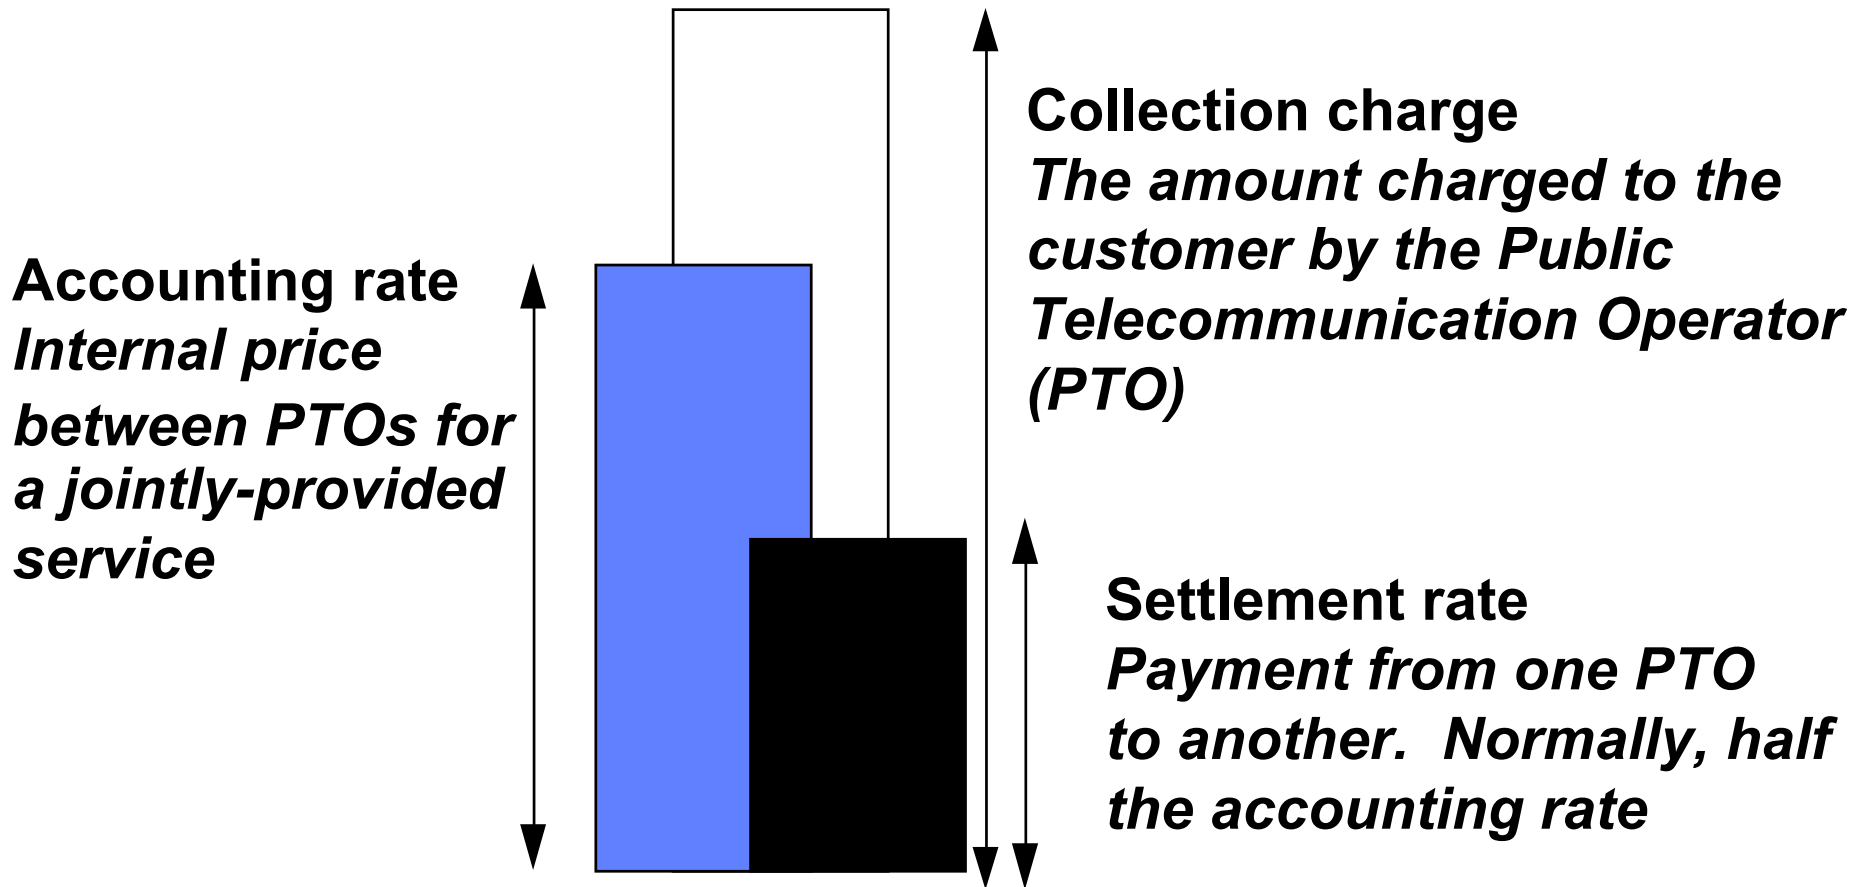 Accounting rate
Internal price
between PTOs for
a jointly-provided
service
Collection charge
The amount charged to the
customer by the Public
Telecommunication Operator
(PTO)
Settlement rate
Payment from one PTO
to another.  Normally, half
the accounting rate